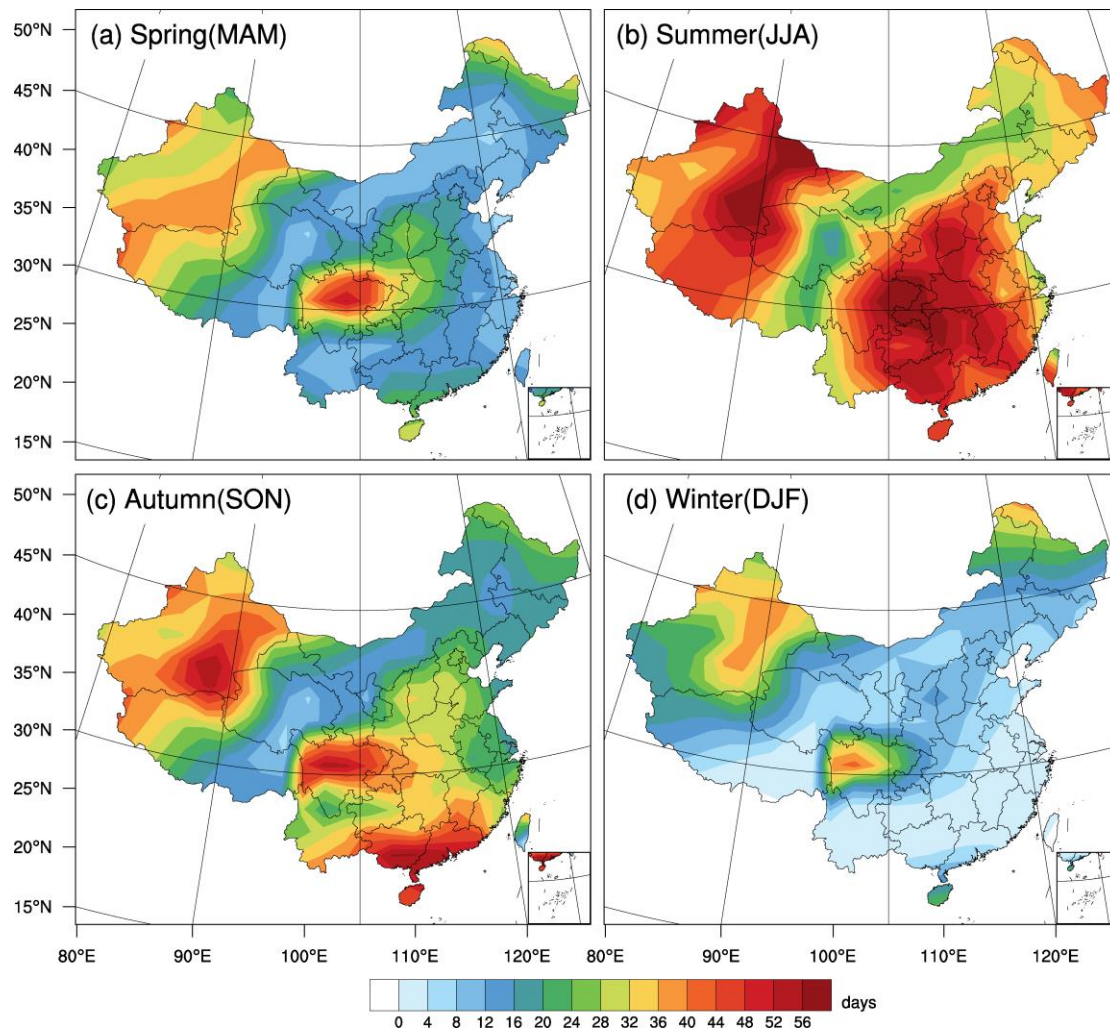 (a) Spring(MAM)
(b) Summer(JJA)
50°N
45°N
40°N
35°N
30°N
25°N
20°N
15°N
(c) Autumn(SON)
(d) Winter(DJF)
50°N
45°N
40°N
35°N
30°N
25°N
20°N
15°N
80°E 90°E 100°E 110°E 120°E 80°E 90°E 100°E 110°E 120°E
days
0 4 8 12 16 20 24 28 32 36 40 44 48 52 56